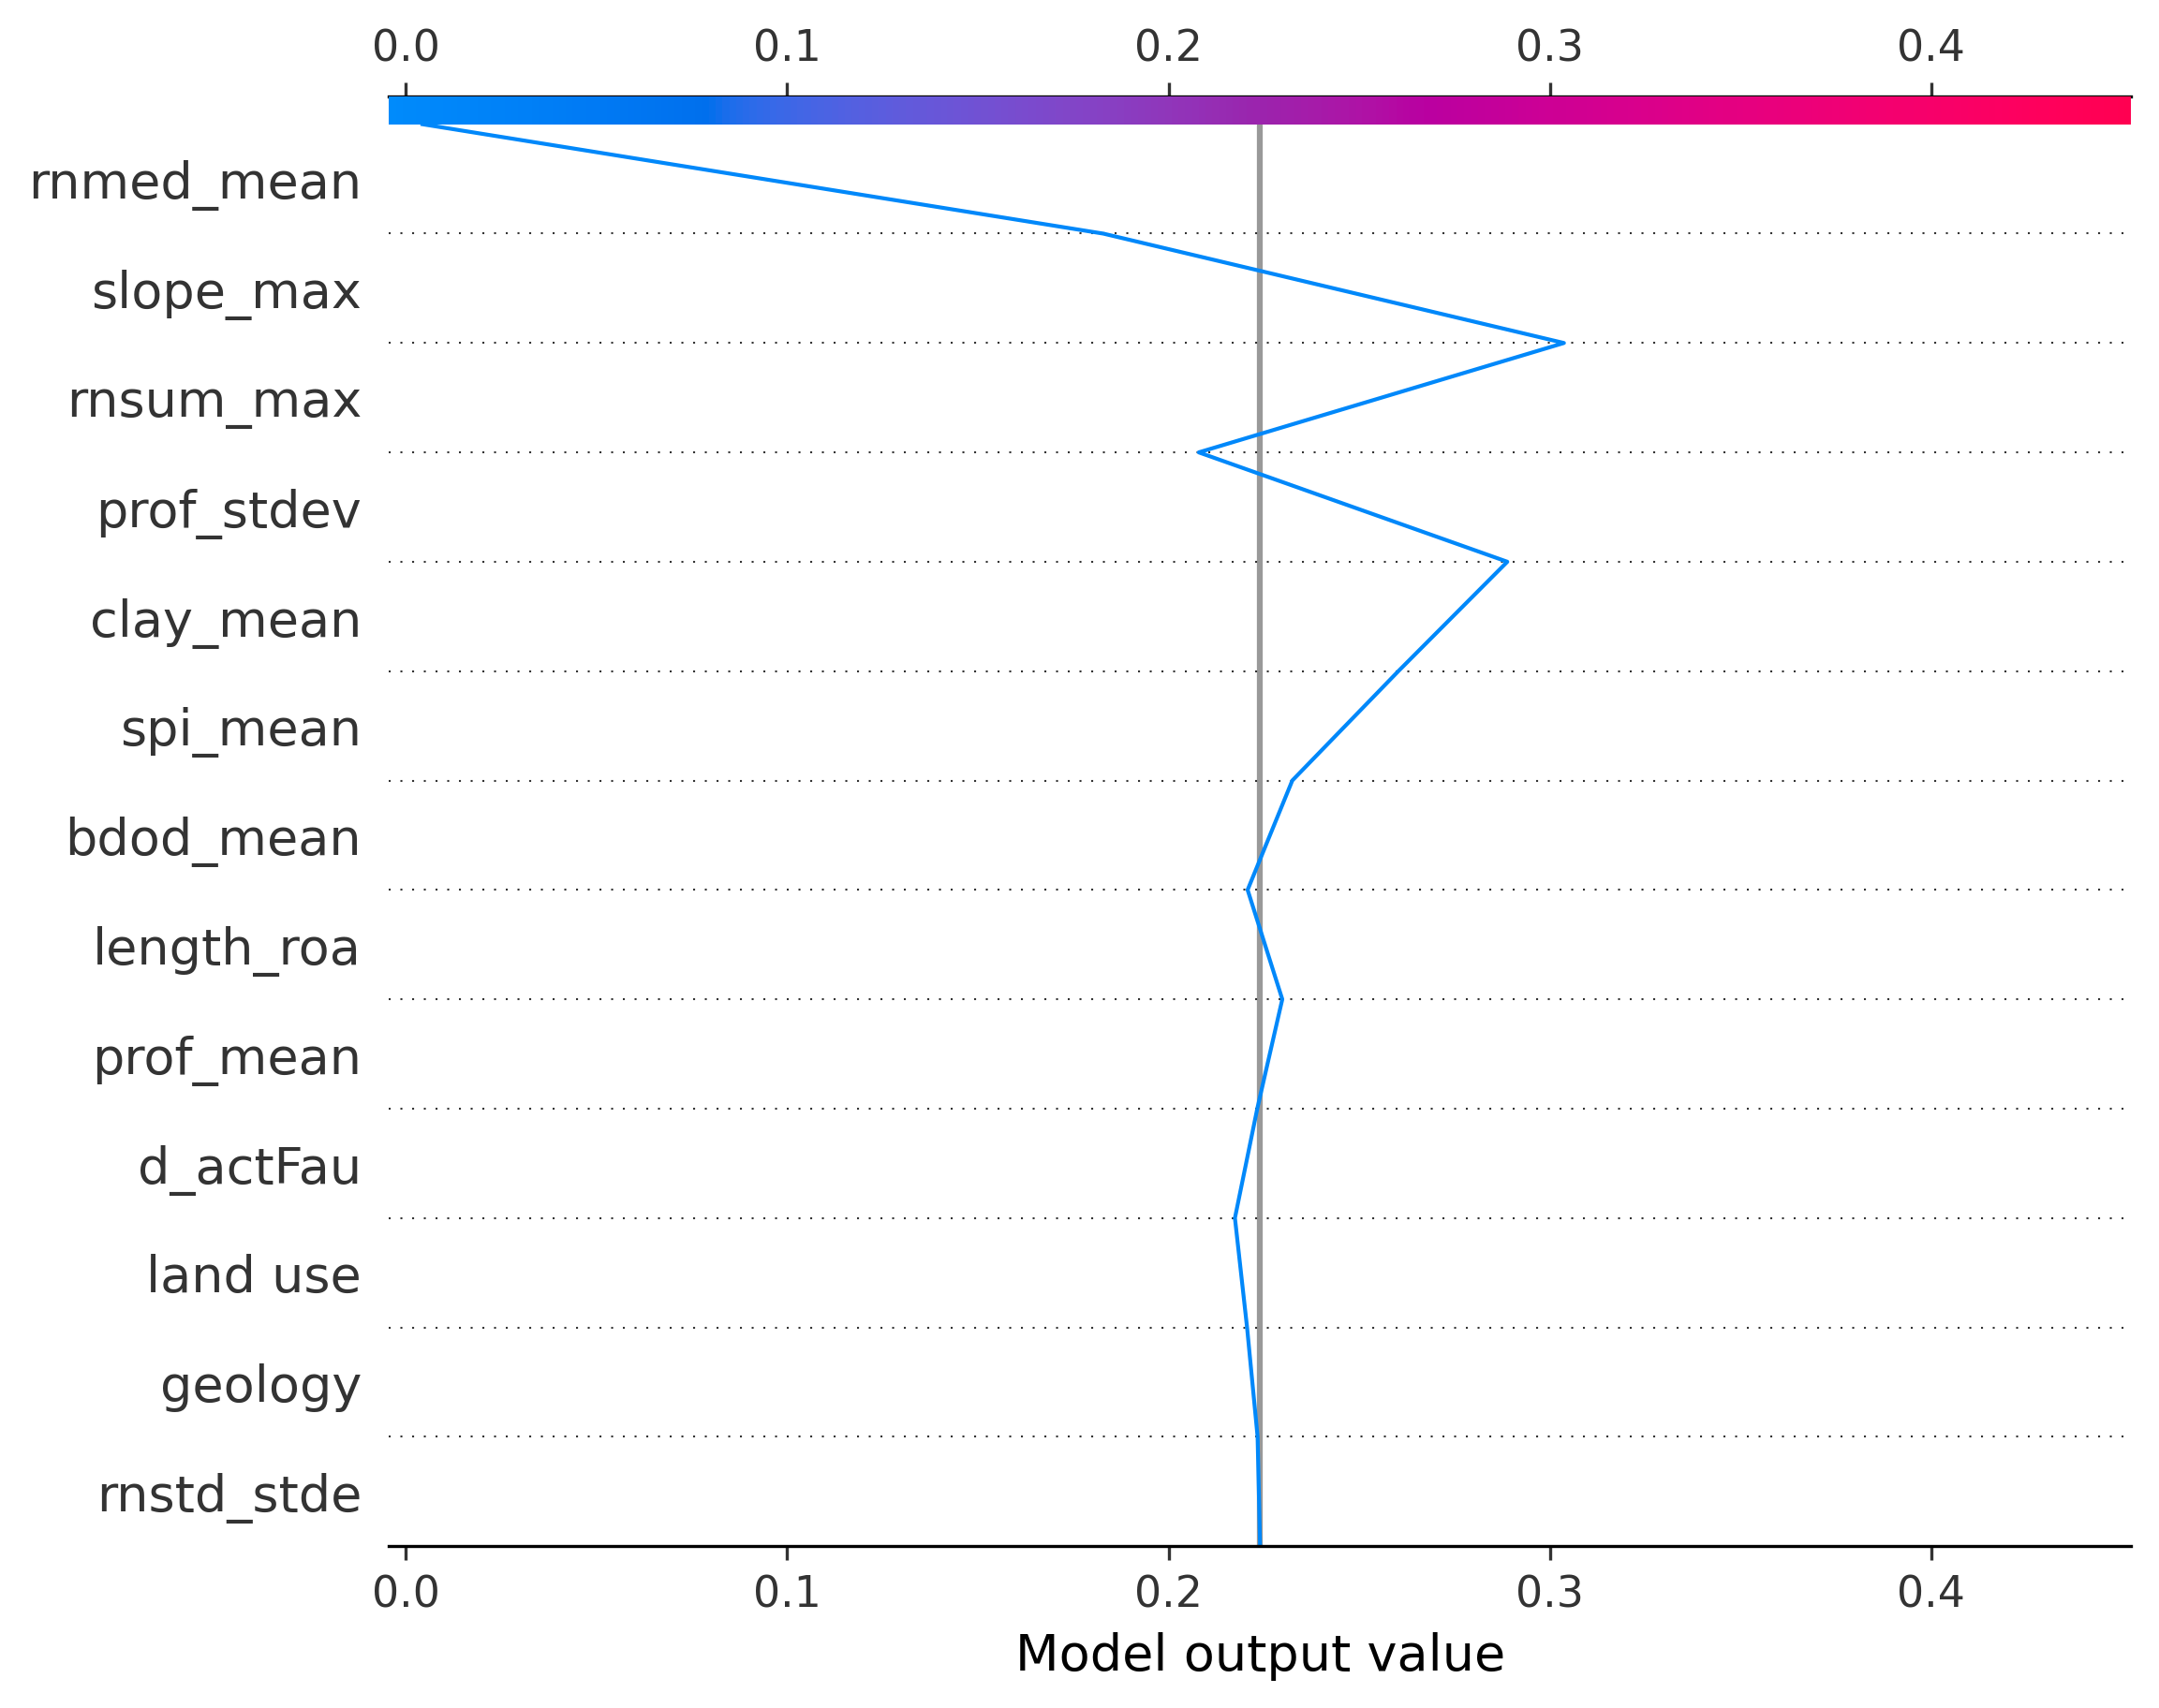 0.0 0.1 0.2 0.3 0.4
rnmed_mean
slope_max
rnsum_max
prof_stdev
clay_mean
spi_mean
bdod_mean
length_roa
prof_mean
d_actFau
land use
geology
rnstd_stde
0.0 0.1 0.2 0.3 0.4
Model output value